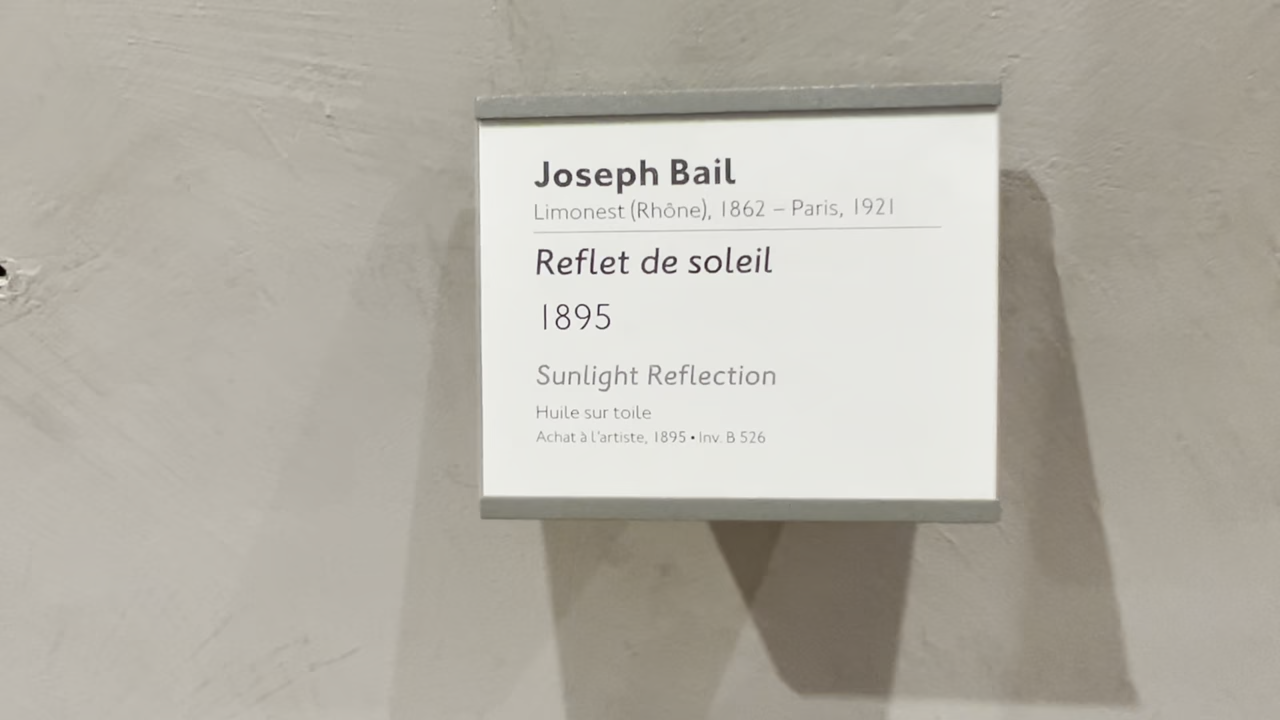 Joseph Bail
Limonest (Rhône), 1862 – Paris, 1921
Reflet de soleil
1895
Sunlight Reflection
Huile sur toile
Achat à l'artiste, 1895 • Inv. B 526